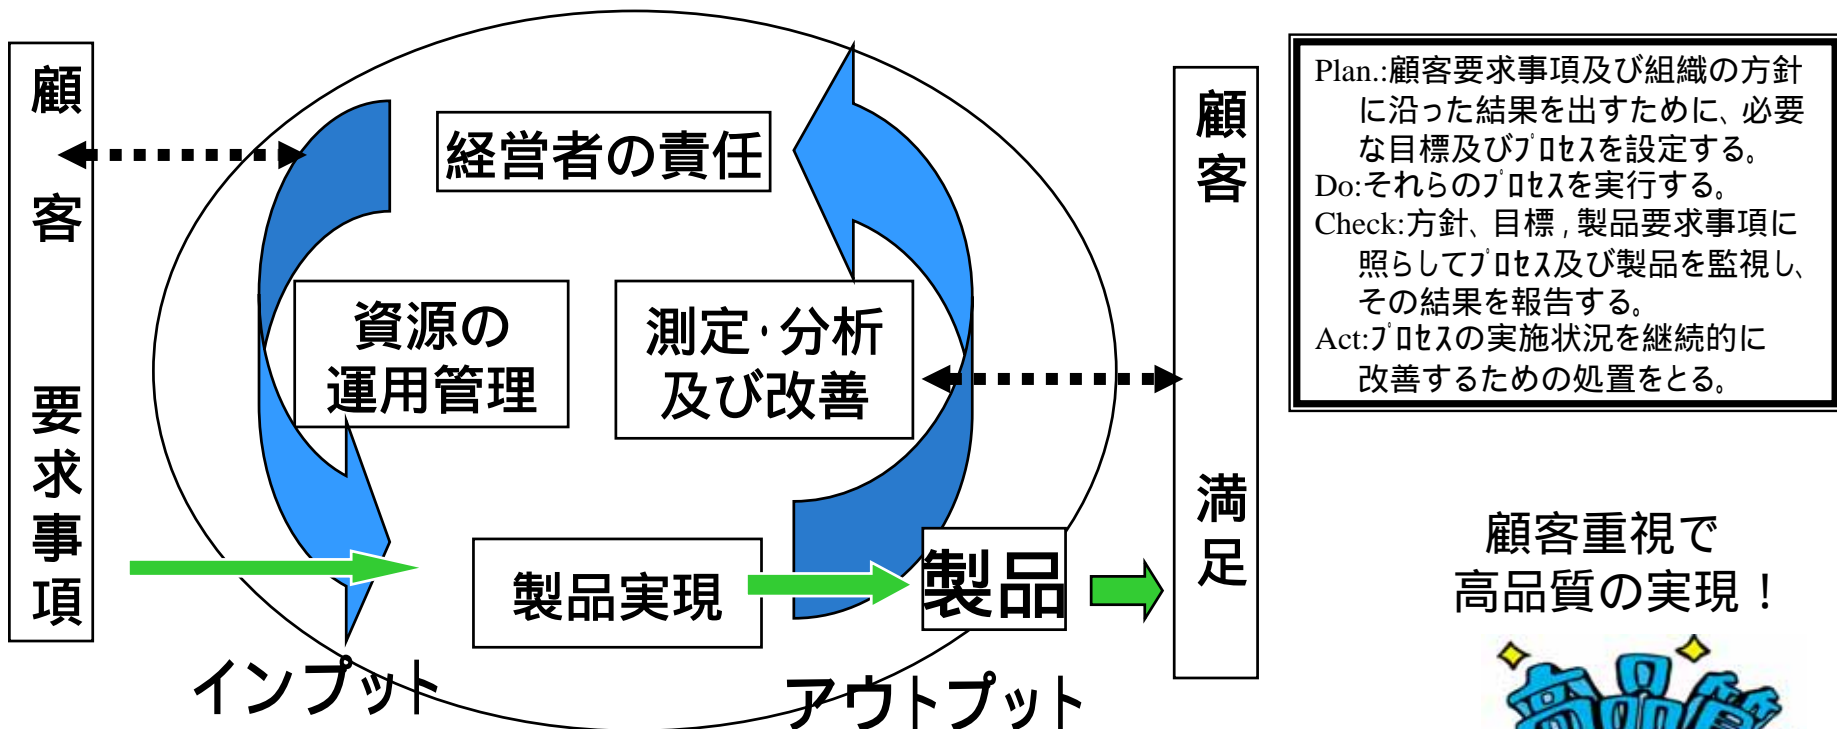 顧客 要求事項
経営者の責任
資源の
運用管理
測定・分析
及び改善
製品実現
製品
インプット
アウトプット
顧客 満足
Plan.:顧客要求事項及び組織の方針
に沿った結果を出すために、必要
な目標及びﾌﾟﾛｾｽを設定する。
Do:それらのﾌﾟﾛｾｽを実行する。
Check:方針、目標,製品要求事項に
照らしてﾌﾟﾛｾｽ及び製品を監視し、
その結果を報告する。
Act:ﾌﾟﾛｾｽの実施状況を継続的に
改善するための処置をとる。
顧客重視で
高品質の実現!
高品質